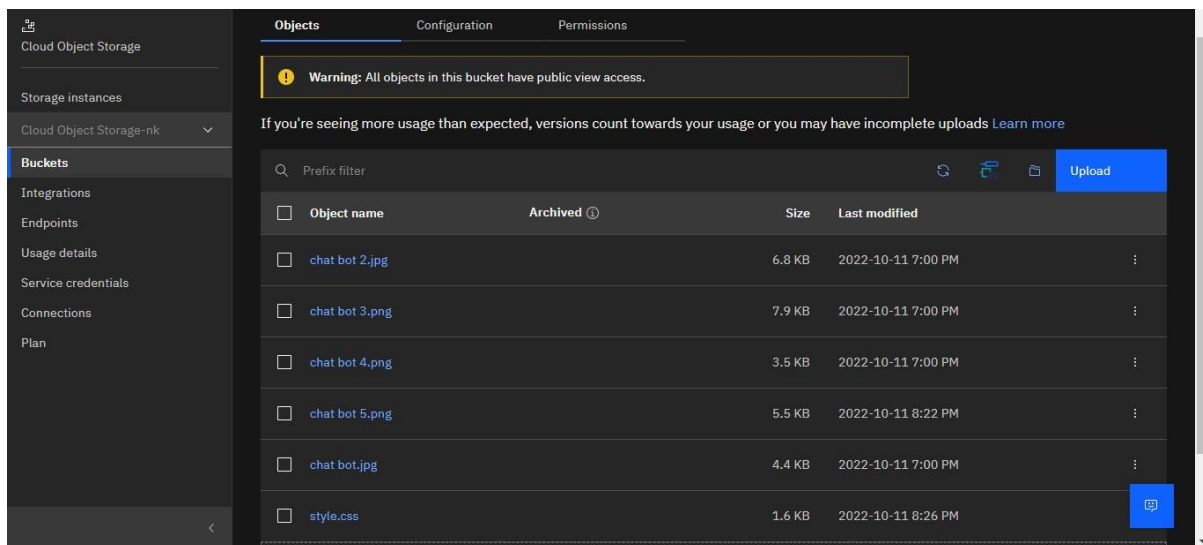 Cloud Object Storage
Storage instances
Cloud Object Storage-nk
Buckets
Integrations
Endpoints
Usage details
Service credentials
Connections
Plan
Objects Configuration Permissions
Warning: All objects in this bucket have public view access.
If you're seeing more usage than expected, versions count towards your usage or you may have incomplete uploads Learn more
Prefix filter Upload
Object name Archived Size Last modified
chat bot 2.jpg 6.8 KB 2022-10-11 7:00 PM
chat bot 3.png 7.9 KB 2022-10-11 7:00 PM
chat bot 4.png 3.5 KB 2022-10-11 7:00 PM
chat bot 5.png 5.5 KB 2022-10-11 8:22 PM
chat bot.jpg 4.4 KB 2022-10-11 7:00 PM
style.css 1.6 KB 2022-10-11 8:26 PM